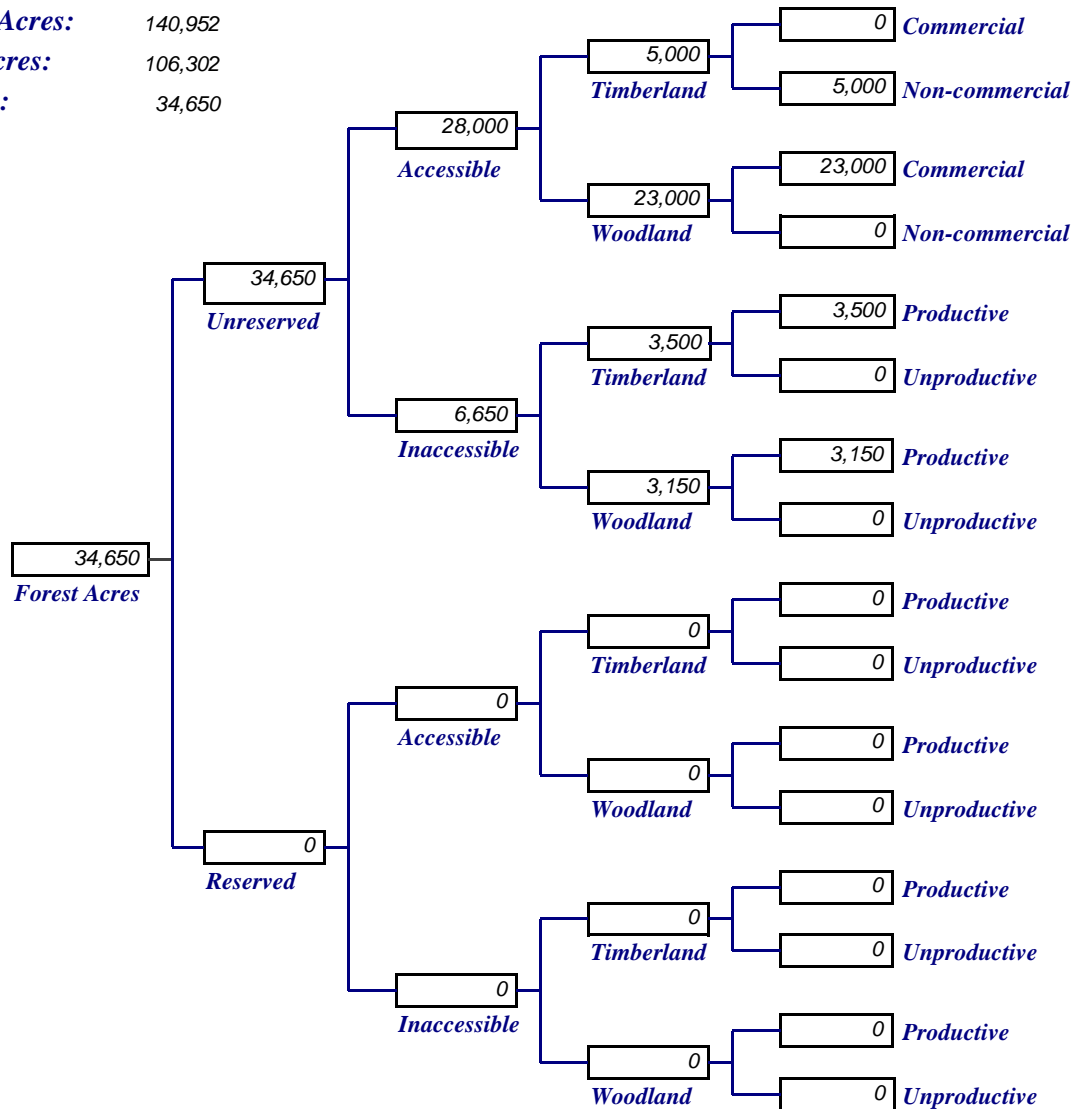 Acres: 140,952
cres: 106,302
: 34,650
0 Commercial
5,000
Timberland
5,000 Non-commercial
28,000
Accessible
23,000 Commercial
23,000
Woodland
0 Non-commercial
34,650
Unreserved
3,500 Productive
3,500
Timberland
0 Unproductive
6,650
Inaccessible
3,150 Productive
3,150
Woodland
0 Unproductive
34,650
Forest Acres
0 Productive
0
Timberland
0 Unproductive
0
Accessible
0 Productive
0
Woodland
0 Unproductive
0
Reserved
0 Productive
0
Timberland
0 Unproductive
0
Inaccessible
0 Productive
0
Woodland
0 Unproductive